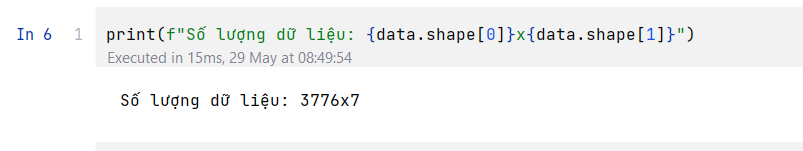 In 6 1 print(f"Số lượng dữ liệu: {data.shape[0]}x{data.shape[1]}")
Executed in 15ms, 29 May at 08:49:54
Số lượng dữ liệu: 3776x7